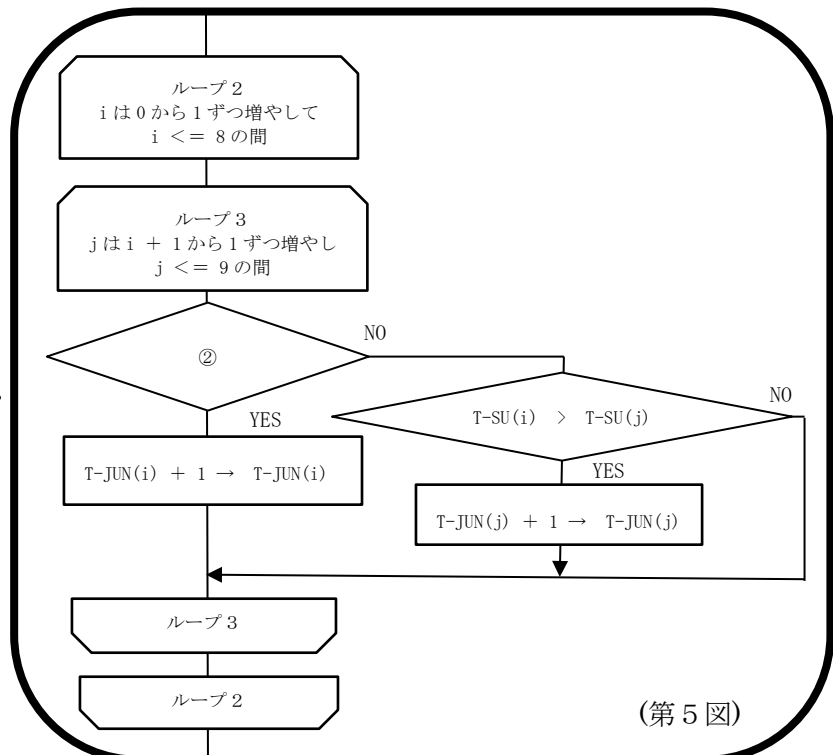 ループ２
iは0から1ずつ増やして
i <= 8の間
ループ３
jはi + 1から1ずつ増やし
j <= 9の間
②
NO
YES
T-JUN(i) + 1 → T-JUN(i)
T-SU(i) > T-SU(j)
NO
YES
T-JUN(j) + 1 → T-JUN(j)
ループ３
ループ２
(第５図)